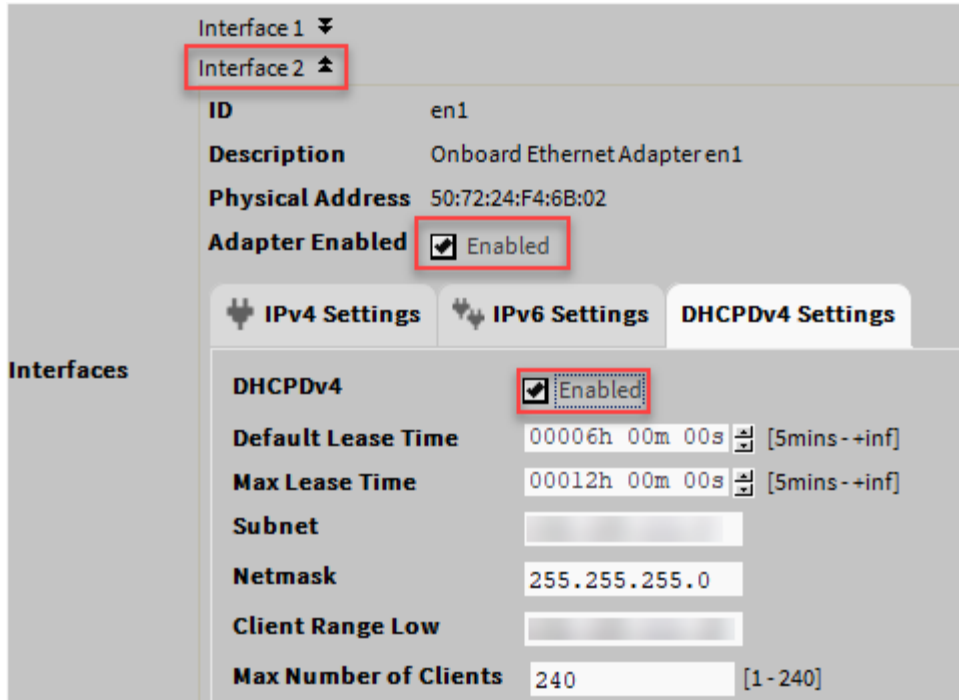 Interface 1
Interface 2
ID en1
Description Onboard Ethernet Adapter en1
Physical Address 50:72:24:F4:6B:02
Adapter Enabled Enabled
IPv4 Settings IPv6 Settings DHCPDv4 Settings
Interfaces
DHCPDv4 Enabled
Default Lease Time 00006h 00m 00s [5mins - +inf]
Max Lease Time 00012h 00m 00s [5mins - +inf]
Subnet
Netmask 255.255.255.0
Client Range Low
Max Number of Clients 240 [1 - 240]